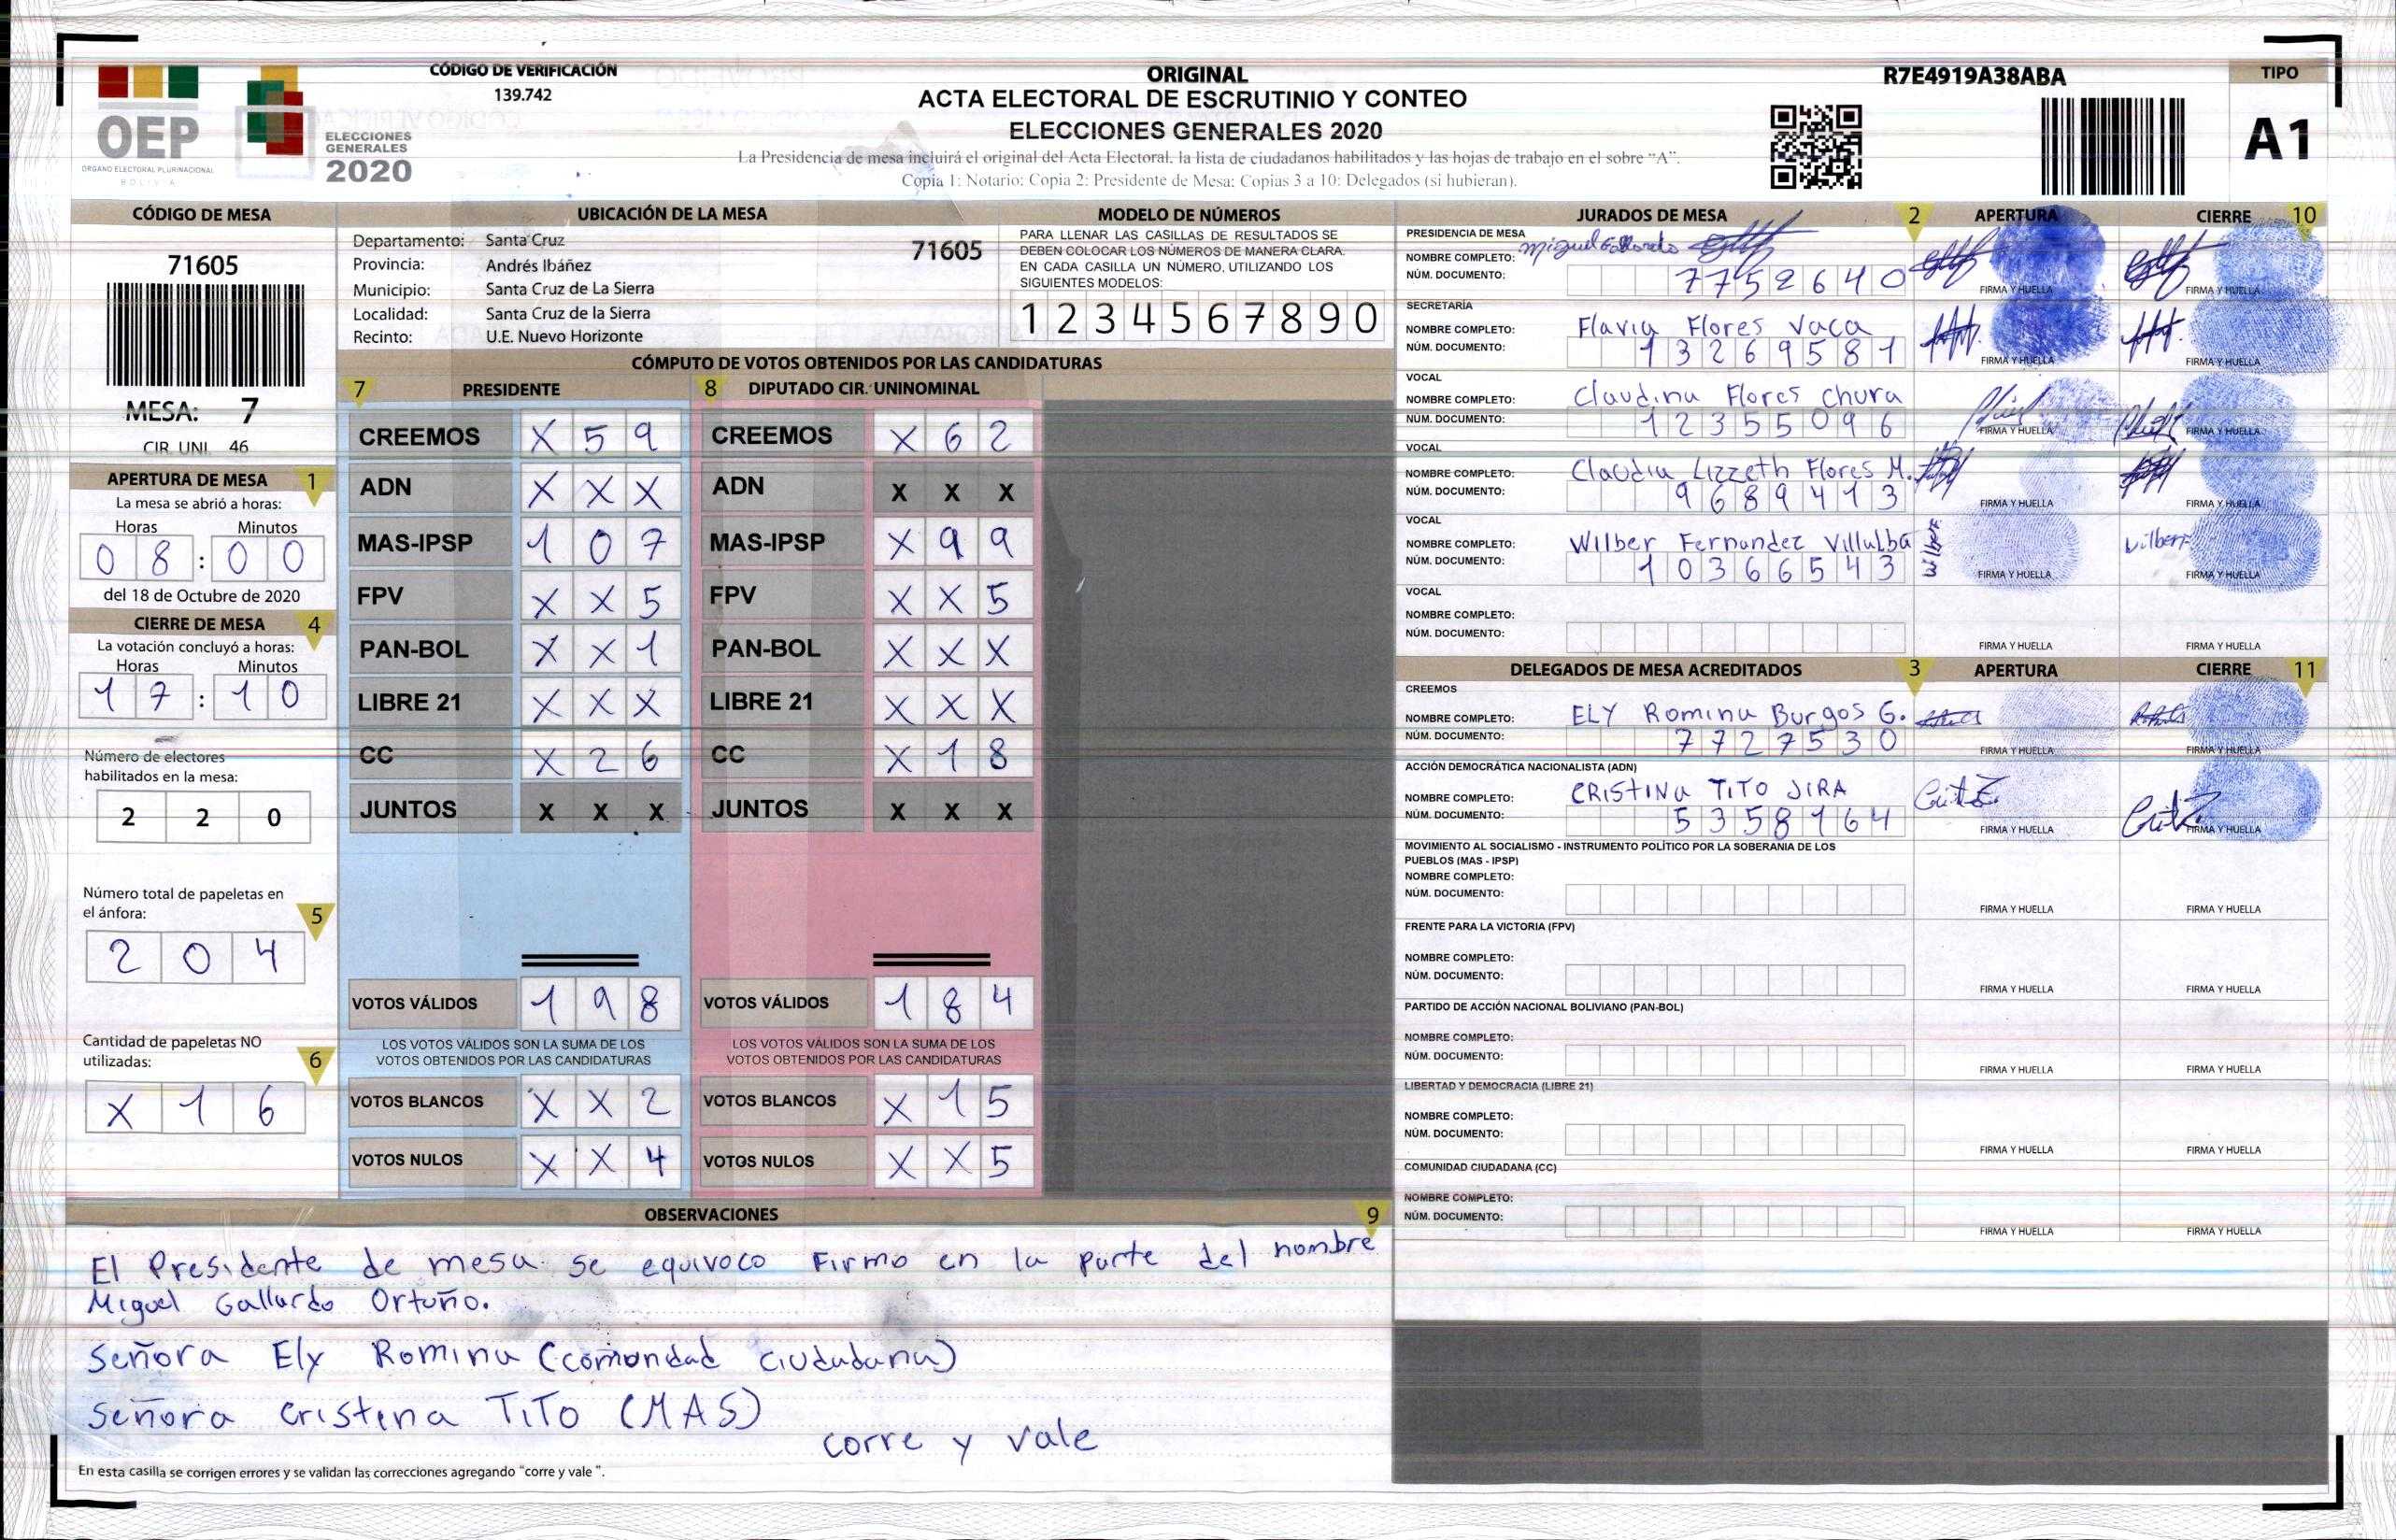 CÓDIGO DE VERIFICACIÓN
139.742
OEP
ÓRGANO ELECTORAL PLURINACIONAL
BOLIVIA
ELECCIONES
GENERALES
2020
ORIGINAL
ACTA ELECTORAL DE ESCRUTINIO Y CONTEO
ELECCIONES GENERALES 2020
La Presidencia de mesa incluirá el original del Acta Electoral, la lista de ciudadanos habilitados y las hojas de trabajo en el sobre “A”.
Copia 1: Notario; Copia 2: Presidente de Mesa; Copias 3 a 10: Delegados (si hubieran).
R7E4919A38ABA
TIPO
A1
CÓDIGO DE MESA
71605
MESA: 7
CIR. UNI. 46
APERTURA DE MESA 1
La mesa se abrió a horas:
Horas Minutos
0 8 : 0 0
del 18 de Octubre de 2020
CIERRE DE MESA 4
La votación concluyó a horas:
Horas Minutos
1 7 : 1 0
Número de electores
habilitados en la mesa:
2 2 0
Número total de papeletas en
el ánfora: 5
2 0 4
Cantidad de papeletas NO
utilizadas: 6
X 1 6
UBICACIÓN DE LA MESA
Departamento: Santa Cruz 71605
Provincia: Andrés Ibáñez
Municipio: Santa Cruz de La Sierra
Localidad: Santa Cruz de la Sierra
Recinto: U.E. Nuevo Horizonte
MODELO DE NÚMEROS
PARA LLENAR LAS CASILLAS DE RESULTADOS SE
DEBEN COLOCAR LOS NÚMEROS DE MANERA CLARA.
EN CADA CASILLA UN NÚMERO, UTILIZANDO LOS
SIGUIENTES MODELOS:
1 2 3 4 5 6 7 8 9 0
CÓMPUTO DE VOTOS OBTENIDOS POR LAS CANDIDATURAS
7 PRESIDENTE 8 DIPUTADO CIR. UNINOMINAL
CREEMOS X 5 9 CREEMOS X 6 2
ADN X X X ADN X X X
MAS-IPSP 1 0 7 MAS-IPSP X 9 9
FPV X X 5 FPV X X 5
PAN-BOL X X 1 PAN-BOL X X X
LIBRE 21 X X X LIBRE 21 X X X
CC X 2 6 CC X 1 8
JUNTOS X X X JUNTOS X X X
VOTOS VÁLIDOS 1 9 8 VOTOS VÁLIDOS 1 8 4
LOS VOTOS VÁLIDOS SON LA SUMA DE LOS LOS VOTOS VÁLIDOS SON LA SUMA DE LOS
VOTOS OBTENIDOS POR LAS CANDIDATURAS VOTOS OBTENIDOS POR LAS CANDIDATURAS
VOTOS BLANCOS X X 2 VOTOS BLANCOS X 1 5
VOTOS NULOS X X 4 VOTOS NULOS X X 5
OBSERVACIONES 9
El Presidente de mesa se equivoco Firmo en la parte del nombre
Miguel Gallardo Ortuño.
Señora Ely Romina (comunidad ciudadana)
Señora cristina TiTo (MAS)
corre y vale
En esta casilla se corrigen errores y se validan las correcciones agregando “corre y vale”.
JURADOS DE MESA 2 APERTURA CIERRE 10
PRESIDENCIA DE MESA
NOMBRE COMPLETO: Miguel Gallardo
NÚM. DOCUMENTO: 7 7 5 2 6 4 0 FIRMA Y HUELLA FIRMA Y HUELLA
SECRETARÍA
NOMBRE COMPLETO: Flavia Flores Vaca
NÚM. DOCUMENTO: 1 3 2 6 9 5 8 1 FIRMA Y HUELLA FIRMA Y HUELLA
VOCAL
NOMBRE COMPLETO: Claudina Flores Chura
NÚM. DOCUMENTO: 1 2 3 5 5 0 9 6 FIRMA Y HUELLA FIRMA Y HUELLA
VOCAL
NOMBRE COMPLETO: Claudia Lizzeth Flores M.
NÚM. DOCUMENTO: 9 6 8 9 4 1 3 FIRMA Y HUELLA FIRMA Y HUELLA
VOCAL
NOMBRE COMPLETO: Wilber Fernandez Villalba Wilber Wilber
NÚM. DOCUMENTO: 1 0 3 6 6 5 4 3 FIRMA Y HUELLA FIRMA Y HUELLA
VOCAL
NOMBRE COMPLETO:
NÚM. DOCUMENTO: FIRMA Y HUELLA FIRMA Y HUELLA
DELEGADOS DE MESA ACREDITADOS 3 APERTURA CIERRE 11
CREEMOS
NOMBRE COMPLETO: ELY Romina Burgos G.
NÚM. DOCUMENTO: 7 7 2 7 5 3 0 FIRMA Y HUELLA FIRMA Y HUELLA
ACCIÓN DEMOCRÁTICA NACIONALISTA (ADN)
NOMBRE COMPLETO: CRISTINA TITO JIRA
NÚM. DOCUMENTO: 5 3 5 8 1 6 4 FIRMA Y HUELLA FIRMA Y HUELLA
MOVIMIENTO AL SOCIALISMO - INSTRUMENTO POLÍTICO POR LA SOBERANIA DE LOS
PUEBLOS (MAS - IPSP)
NOMBRE COMPLETO:
NÚM. DOCUMENTO: FIRMA Y HUELLA FIRMA Y HUELLA
FRENTE PARA LA VICTORIA (FPV)
NOMBRE COMPLETO:
NÚM. DOCUMENTO: FIRMA Y HUELLA FIRMA Y HUELLA
PARTIDO DE ACCIÓN NACIONAL BOLIVIANO (PAN-BOL)
NOMBRE COMPLETO:
NÚM. DOCUMENTO: FIRMA Y HUELLA FIRMA Y HUELLA
LIBERTAD Y DEMOCRACIA (LIBRE 21)
NOMBRE COMPLETO:
NÚM. DOCUMENTO: FIRMA Y HUELLA FIRMA Y HUELLA
COMUNIDAD CIUDADANA (CC)
NOMBRE COMPLETO:
NÚM. DOCUMENTO: FIRMA Y HUELLA FIRMA Y HUELLA